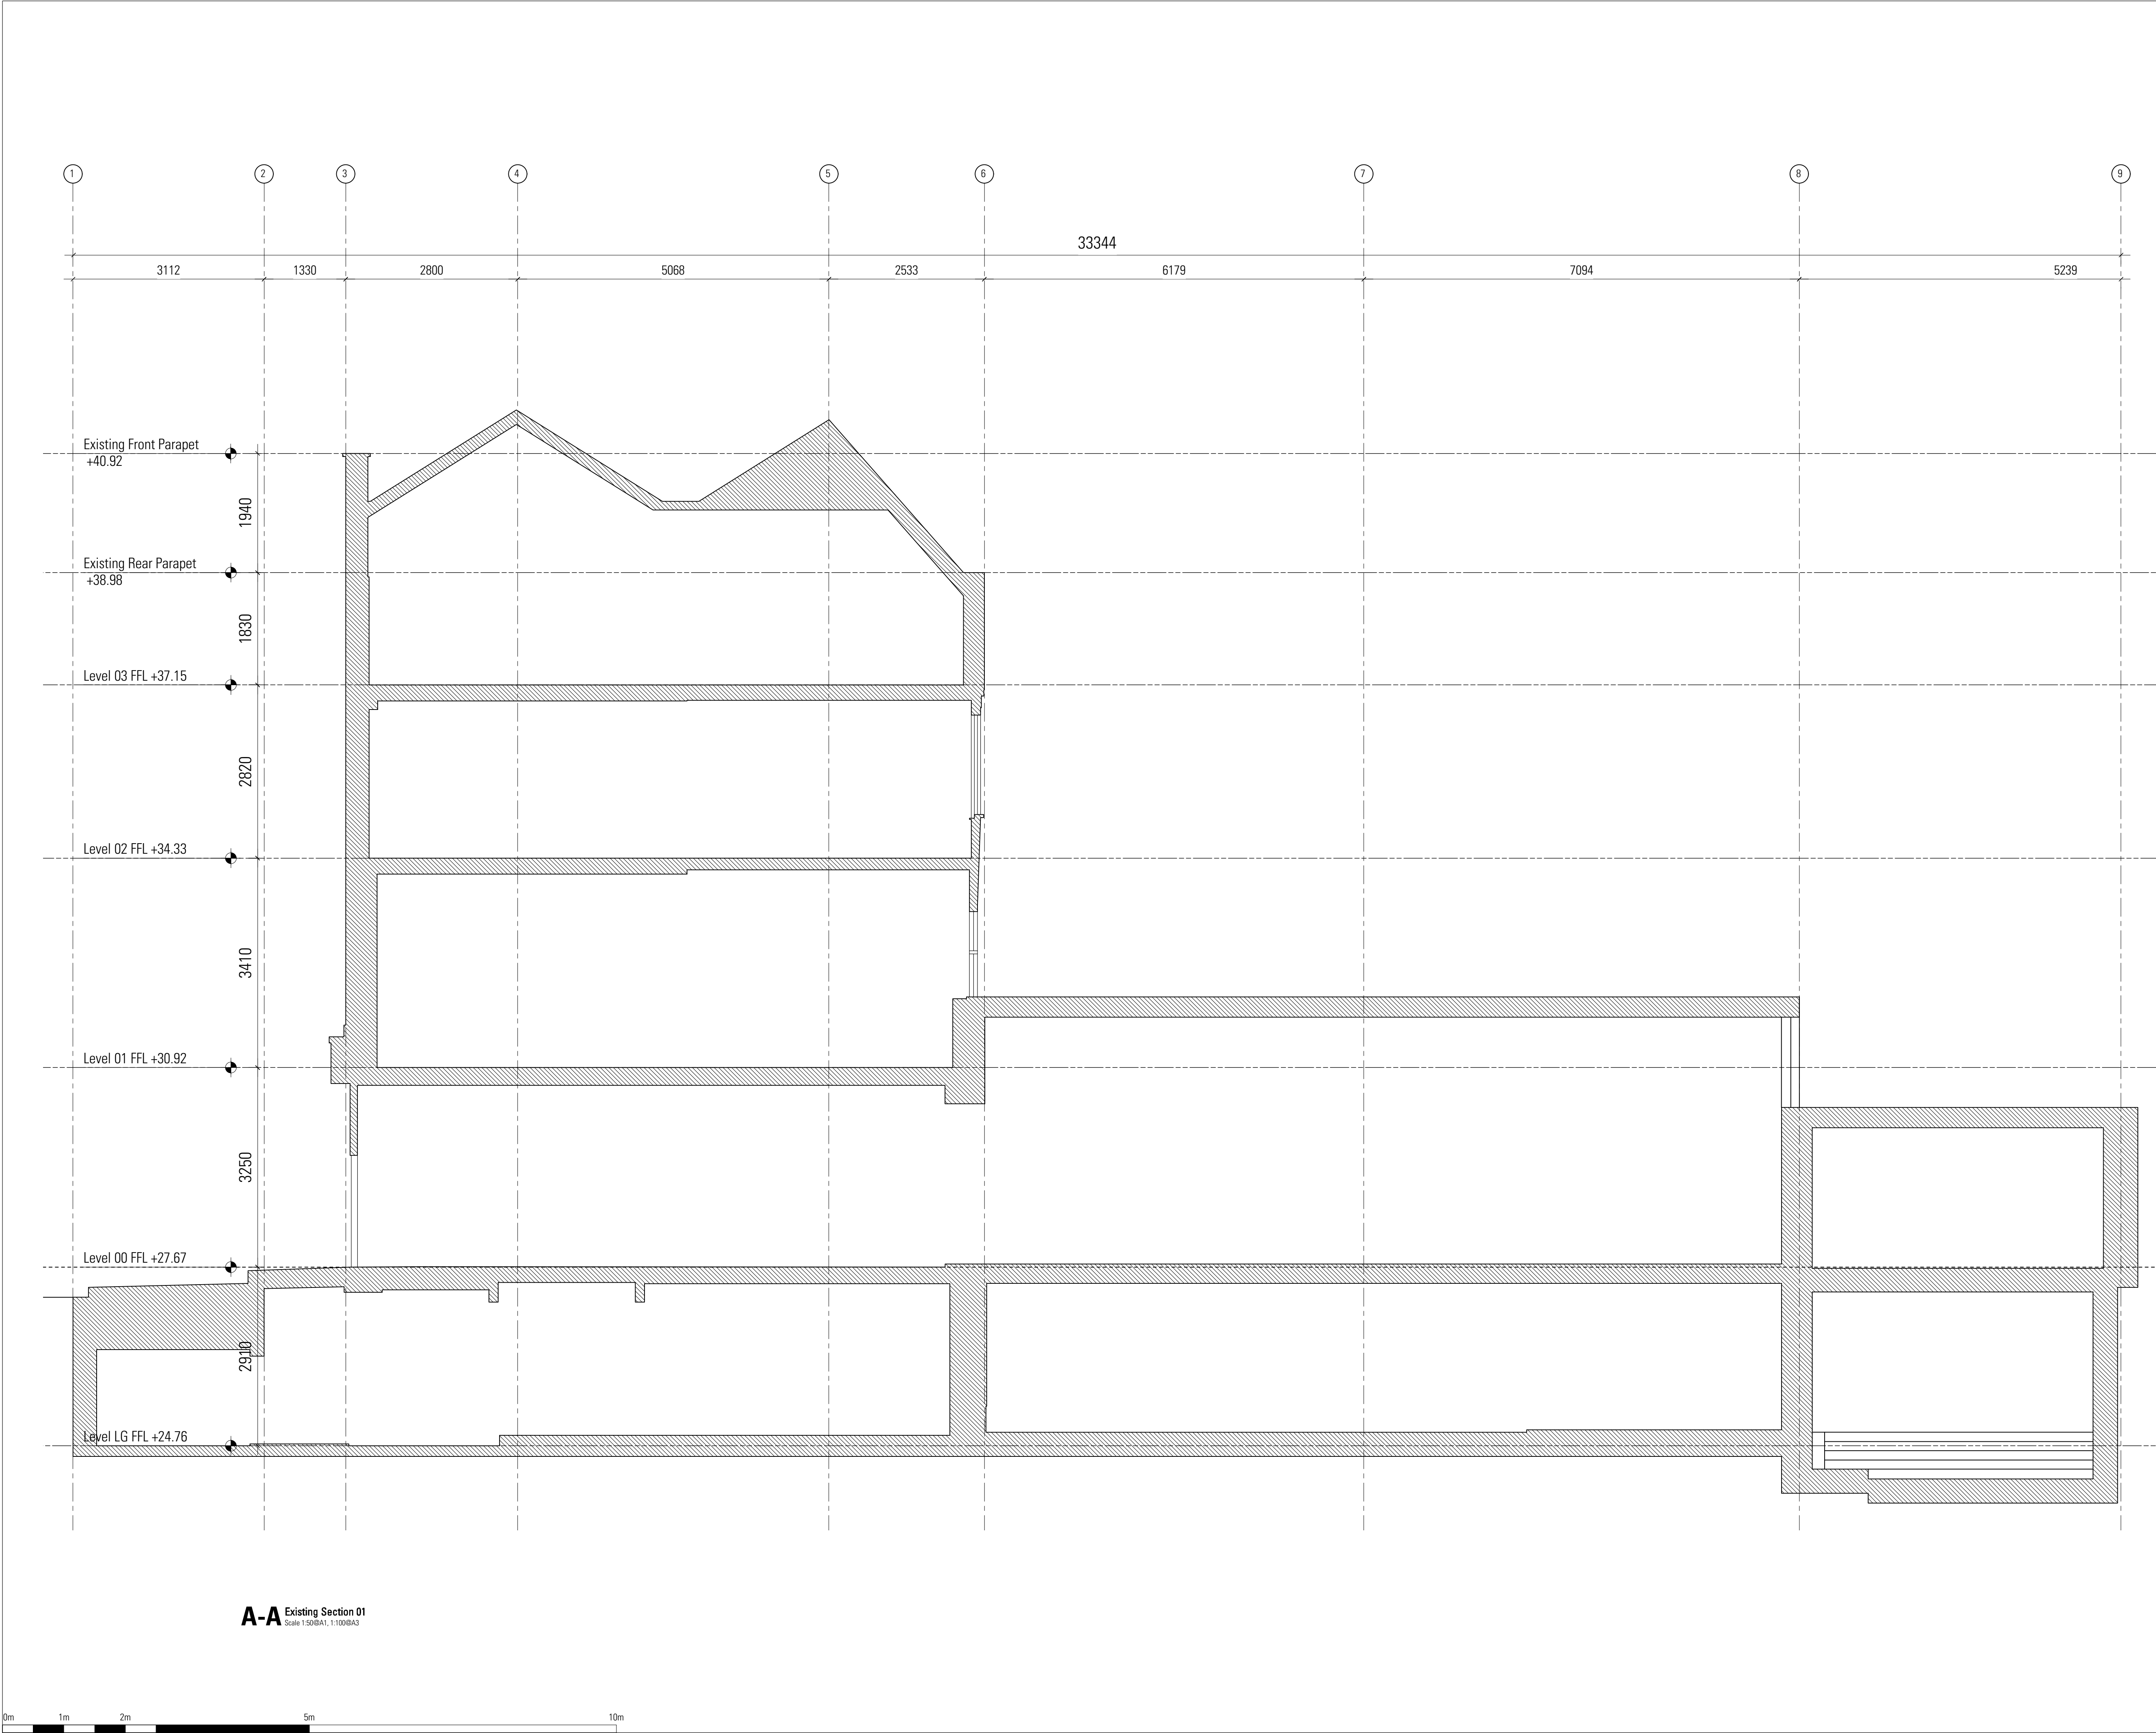 1 2 3 4 5 6 7 8 9
33344
3112 1330 2800 5068 2533 6179 7094 5239
Existing Front Parapet
+40.92
1940
Existing Rear Parapet
+38.98
1830
Level 03 FFL +37.15
2820
Level 02 FFL +34.33
3410
Level 01 FFL +30.92
3250
Level 00 FFL +27.67
2910
Level LG FFL +24.76
A-A Existing Section 01
Scale 1:50@A1, 1:100@A3
0m 1m 2m 5m 10m